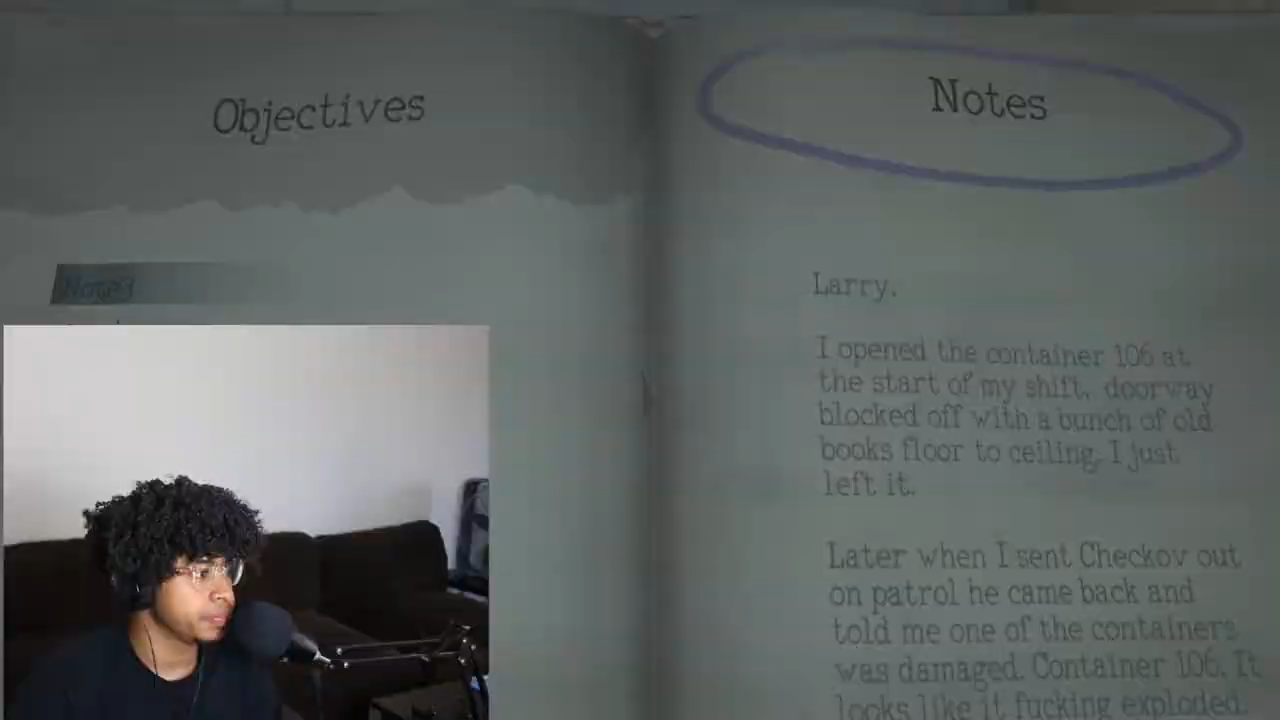 Objectives
Notes
Notes
Larry,
I opened the container 106 at
the start of my shift, doorway
blocked off with a bunch of old
books floor to ceiling. I just
left it.
Later when I sent Checkov out
on patrol he came back and
told me one of the containers
was damaged. Container 106. It
looks like it fucking exploded.